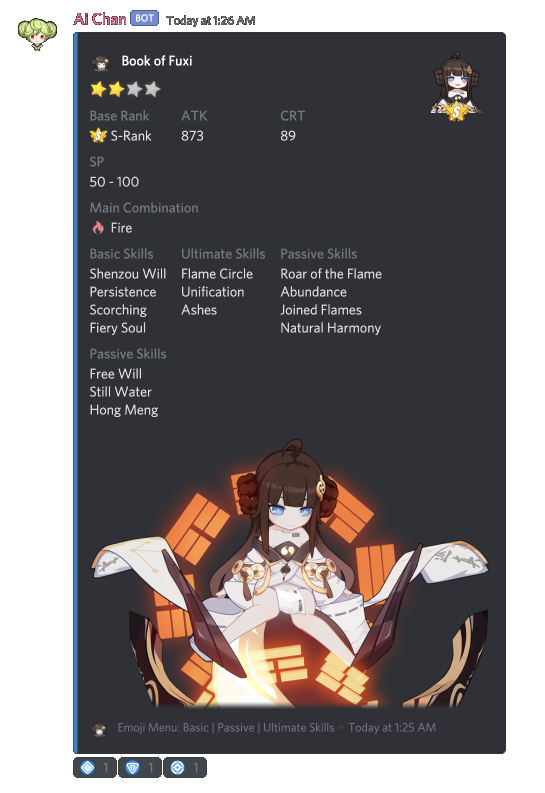 Ai Chan BOT Today at 1:26 AM
Book of Fuxi
Base Rank ATK CRT
S S-Rank 873 89
SP
50 - 100
Main Combination
Fire
Basic Skills Ultimate Skills Passive Skills
Shenzou Will Flame Circle Roar of the Flame
Persistence Unification Abundance
Scorching Ashes Joined Flames
Fiery Soul Natural Harmony
Passive Skills
Free Will
Still Water
Hong Meng
Emoji Menu: Basic | Passive | Ultimate Skills • Today at 1:25 AM
1 1 1